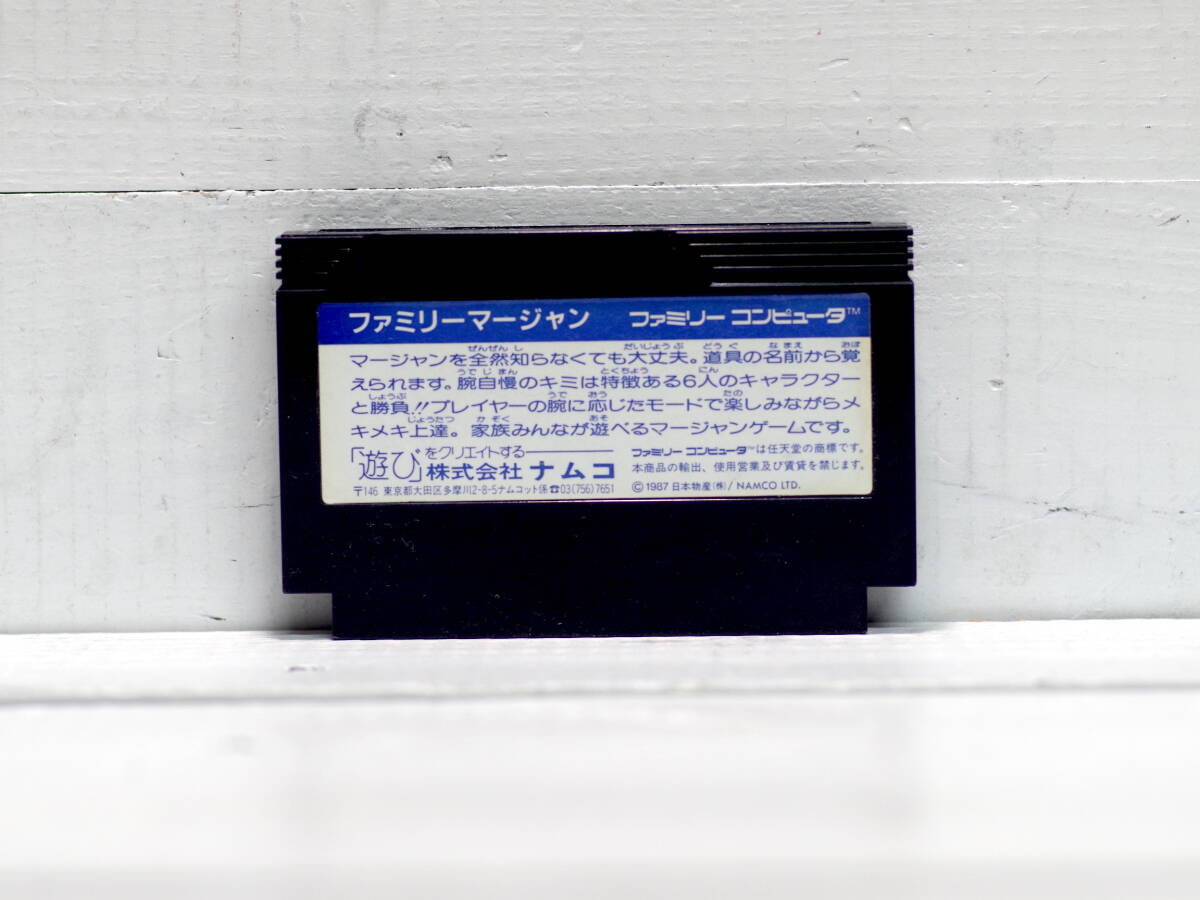 ファミリーマージャン ファミリー コンピュータ™
マージャンを全然知らなくても大丈夫。道具の名前から覚
えられます。腕自慢のキミは特徴ある6人のキャラクター
と勝負!!プレイヤーの腕に応じたモードで楽しみながらメ
キメキ上達。家族みんなが遊べるマージャンゲームです。
「遊び」をクリエイトする
株式会社 ナムコ
〒146 東京都大田区多摩川2-8-5ナムコット係☎03(756)7651
ファミリー コンピュータ™は任天堂の商標です。
本商品の輸出、使用営業及び賃貸を禁じます。
©1987 日本物産(株)/ NAMCO LTD.